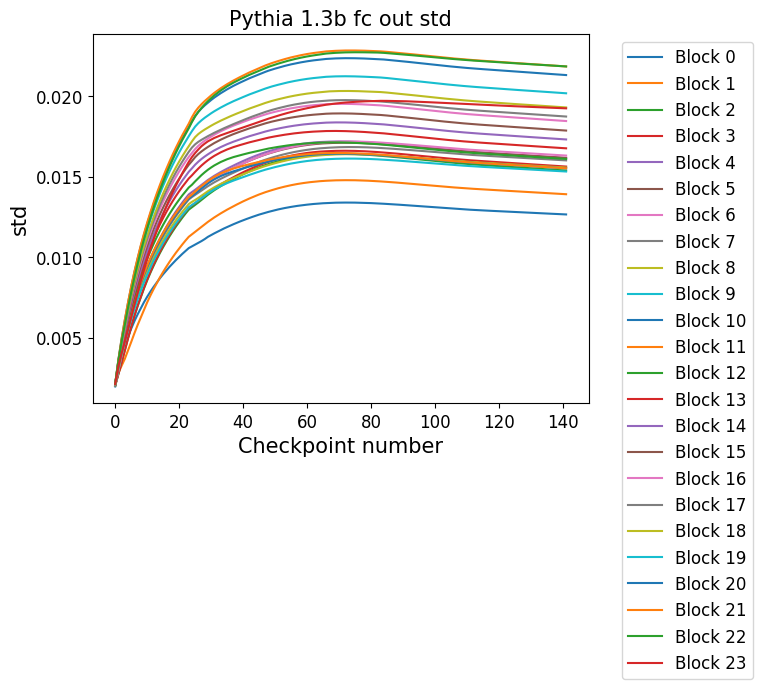 Pythia 1.3b fc out std
std
0.020
0.015
0.010
0.005
0 20 40 60 80 100 120 140
Checkpoint number
Block 0
Block 1
Block 2
Block 3
Block 4
Block 5
Block 6
Block 7
Block 8
Block 9
Block 10
Block 11
Block 12
Block 13
Block 14
Block 15
Block 16
Block 17
Block 18
Block 19
Block 20
Block 21
Block 22
Block 23